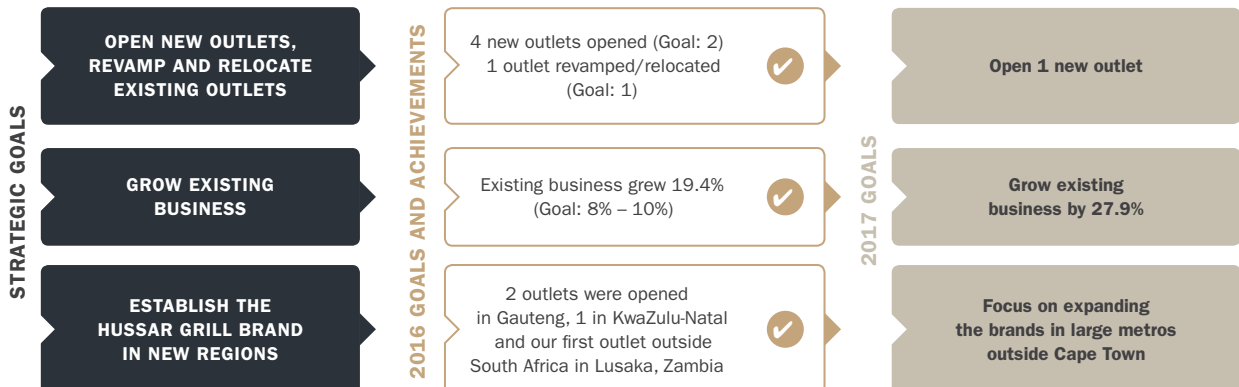 STRATEGIC GOALS
OPEN NEW OUTLETS,
REVAMP AND RELOCATE
EXISTING OUTLETS
GROW EXISTING
BUSINESS
ESTABLISH THE
HUSSAR GRILL BRAND
IN NEW REGIONS
2016 GOALS AND ACHIEVEMENTS
4 new outlets opened (Goal: 2)
1 outlet revamped/relocated
(Goal: 1)
Existing business grew 19.4%
(Goal: 8% – 10%)
2 outlets were opened
in Gauteng, 1 in KwaZulu-Natal
and our first outlet outside
South Africa in Lusaka, Zambia
2017 GOALS
Open 1 new outlet
Grow existing
business by 27.9%
Focus on expanding
the brands in large metros
outside Cape Town